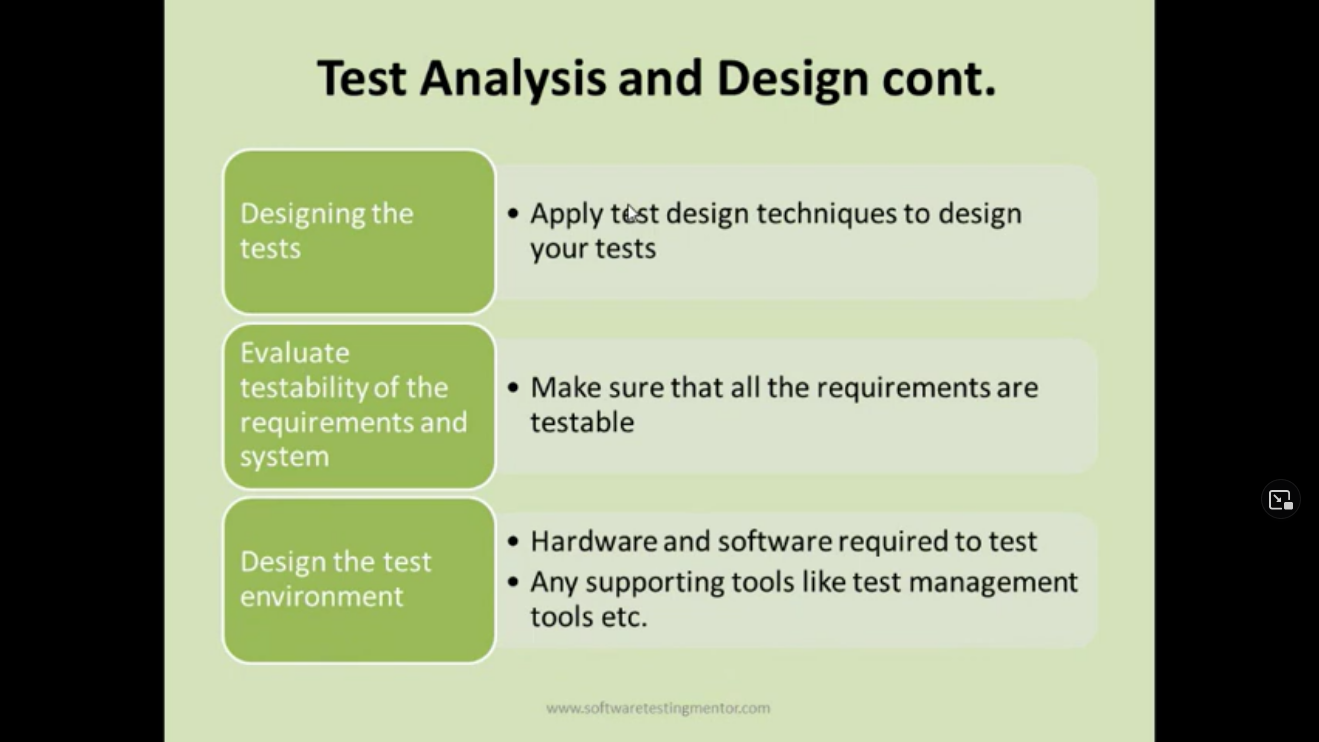 Test Analysis and Design cont.
Designing the
tests
• Apply test design techniques to design
your tests
Evaluate
testability of the
requirements and
system
• Make sure that all the requirements are
testable
Design the test
environment
• Hardware and software required to test
• Any supporting tools like test management
tools etc.
www.softwaretestingmentor.com